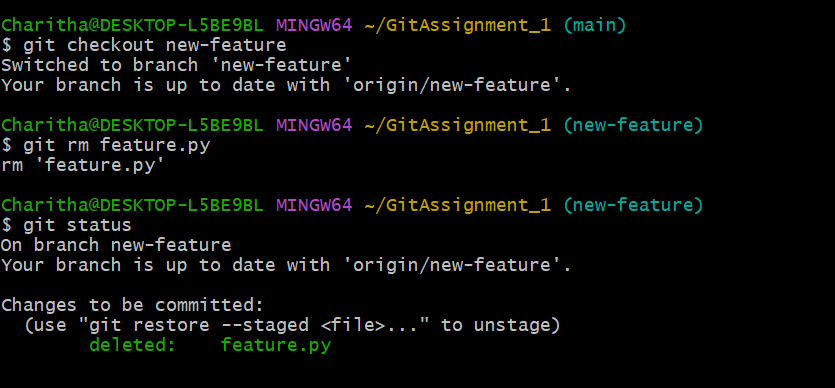 Charitha@DESKTOP-L5BE9BL MINGW64 ~/GitAssignment_1 (main)
$ git checkout new-feature
Switched to branch 'new-feature'
Your branch is up to date with 'origin/new-feature'.
Charitha@DESKTOP-L5BE9BL MINGW64 ~/GitAssignment_1 (new-feature)
$ git rm feature.py
rm 'feature.py'
Charitha@DESKTOP-L5BE9BL MINGW64 ~/GitAssignment_1 (new-feature)
$ git status
On branch new-feature
Your branch is up to date with 'origin/new-feature'.
Changes to be committed:
  (use "git restore --staged <file>..." to unstage)
        deleted:    feature.py